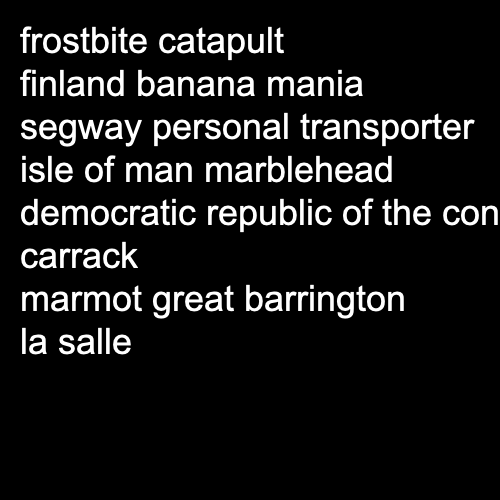 frostbite catapult
finland banana mania
segway personal transporter
isle of man marblehead
democratic republic of the con
carrack
marmot great barrington
la salle